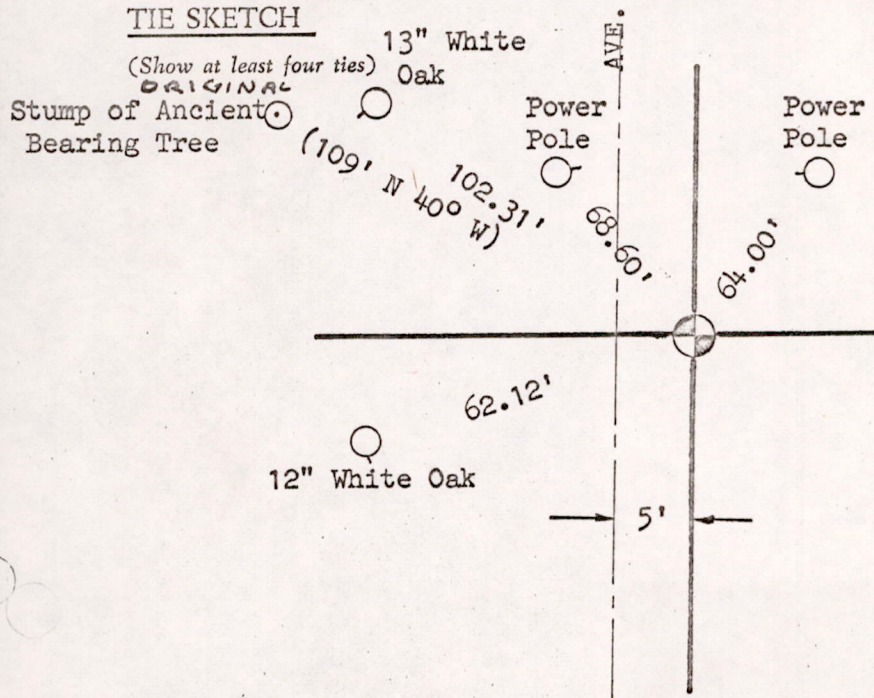 TIE SKETCH
(Show at least four ties)
ORIGINAL
Stump of Ancient
Bearing Tree
13" White
Oak
(109' N 40° W)
102.31'
Power
Pole
68.60'
AVE.
Power
Pole
64.00'
62.12'
12" White Oak
5'